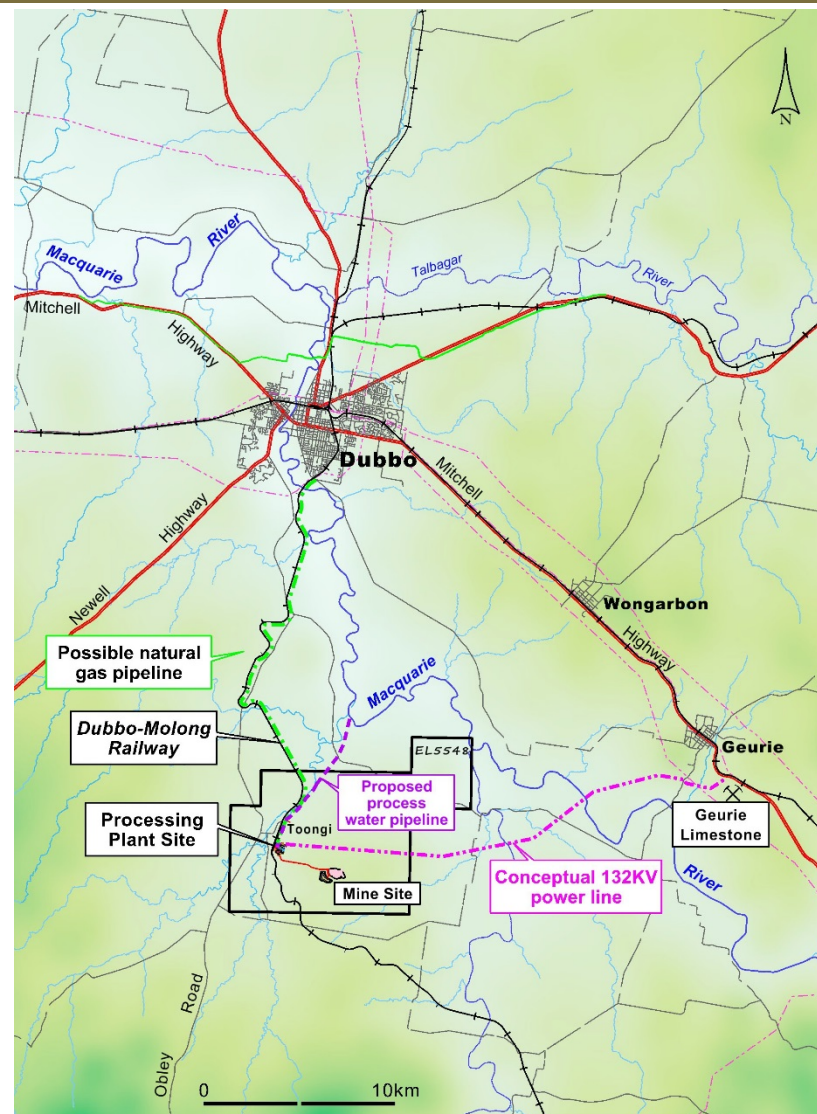 N
Macquarie
River
Talbagar
River
Mitchell
Highway
Dubbo
Mitchell
Newell
Highway
Wongarbon
Highway
Possible natural
gas pipeline
Macquarie
Dubbo-Molong
Railway
EL5548
Geurie
Proposed
process
water pipeline
Processing
Plant Site
Toongi
Geurie
Limestone
Mine Site
Conceptual 132KV
power line
River
Road
Obley
0 10km